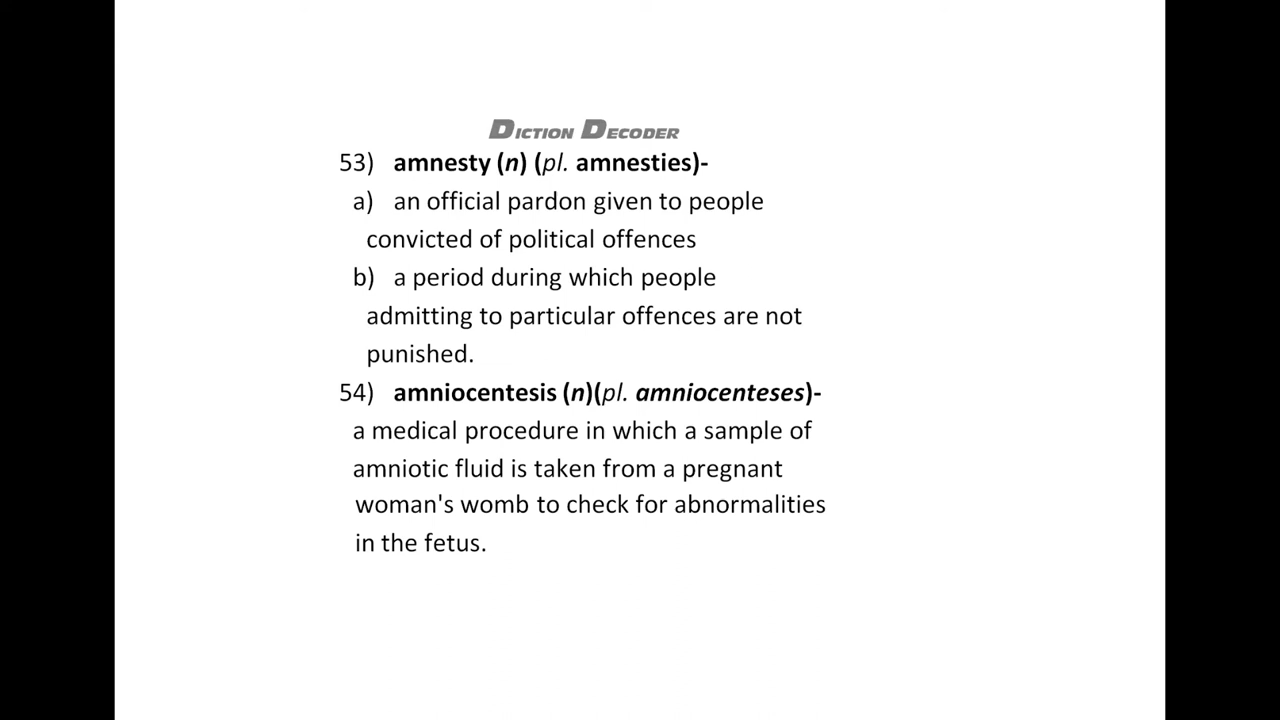 DICTION DECODER
53) amnesty (n) (pl. amnesties)-
a) an official pardon given to people
convicted of political offences
b) a period during which people
admitting to particular offences are not
punished.
54) amniocentesis (n)(pl. amniocenteses)-
a medical procedure in which a sample of
amniotic fluid is taken from a pregnant
woman's womb to check for abnormalities
in the fetus.